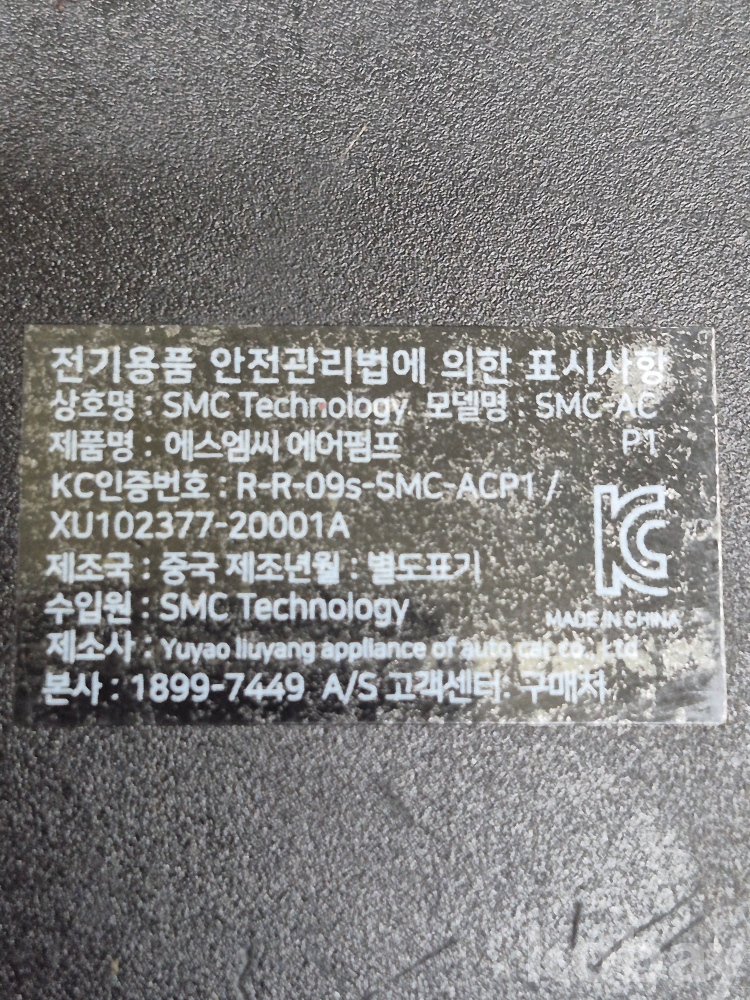 전기용품 안전관리법에 의한 표시사항
상호명 : SMC Technology 모델명 : SMC-AC
제품명 : 에스엠씨 에어펌프 P1
KC인증번호 : R-R-09s-SMC-ACP1 /
XU102377-20001A
제조국 : 중국 제조년월 : 별도표기
수입원 : SMC Technology
MADE IN CHINA
제소사 : Yuyao liuyang appliance of auto car co., Ltd
본사 : 1899-7449 A/S 고객센터: 구매처